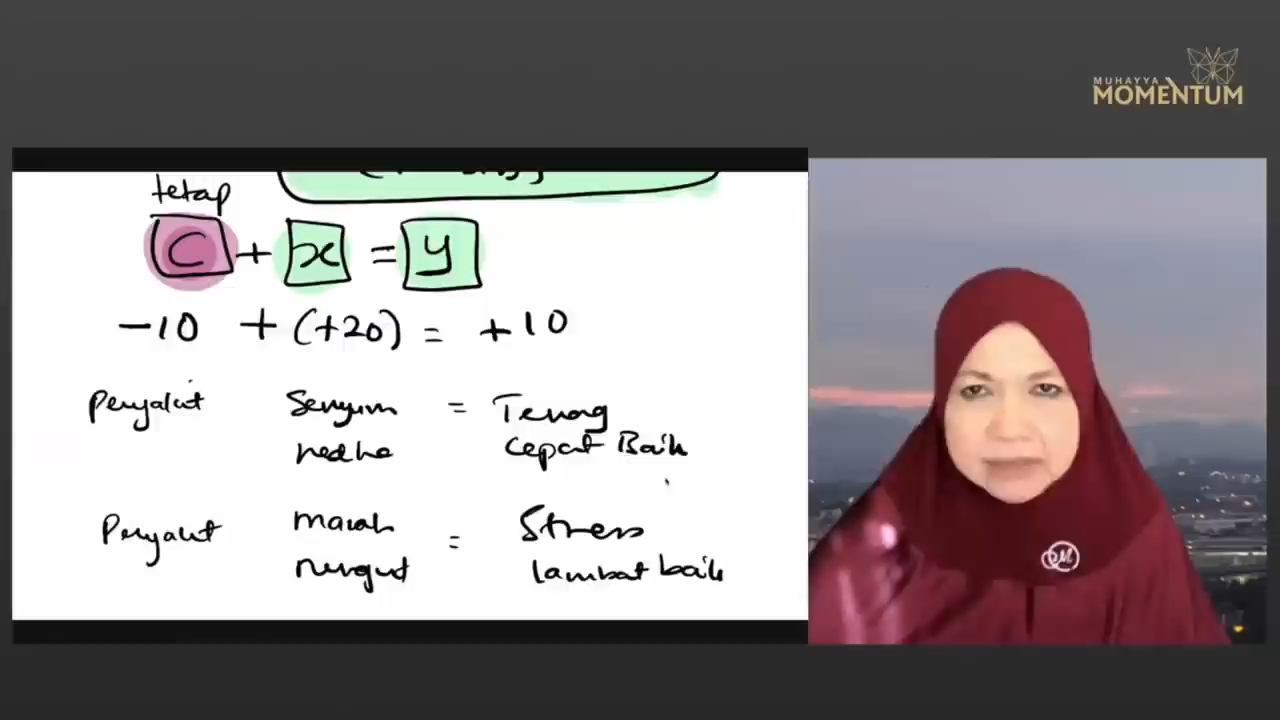 MUHAYYA
MOMENTUM
tetap
C + x = y
-10 + (+20) = +10
Penyakit Senyum = Tenang
redha Cepat Baik
Penyakit marah = Stress
rungut lambat baik
M